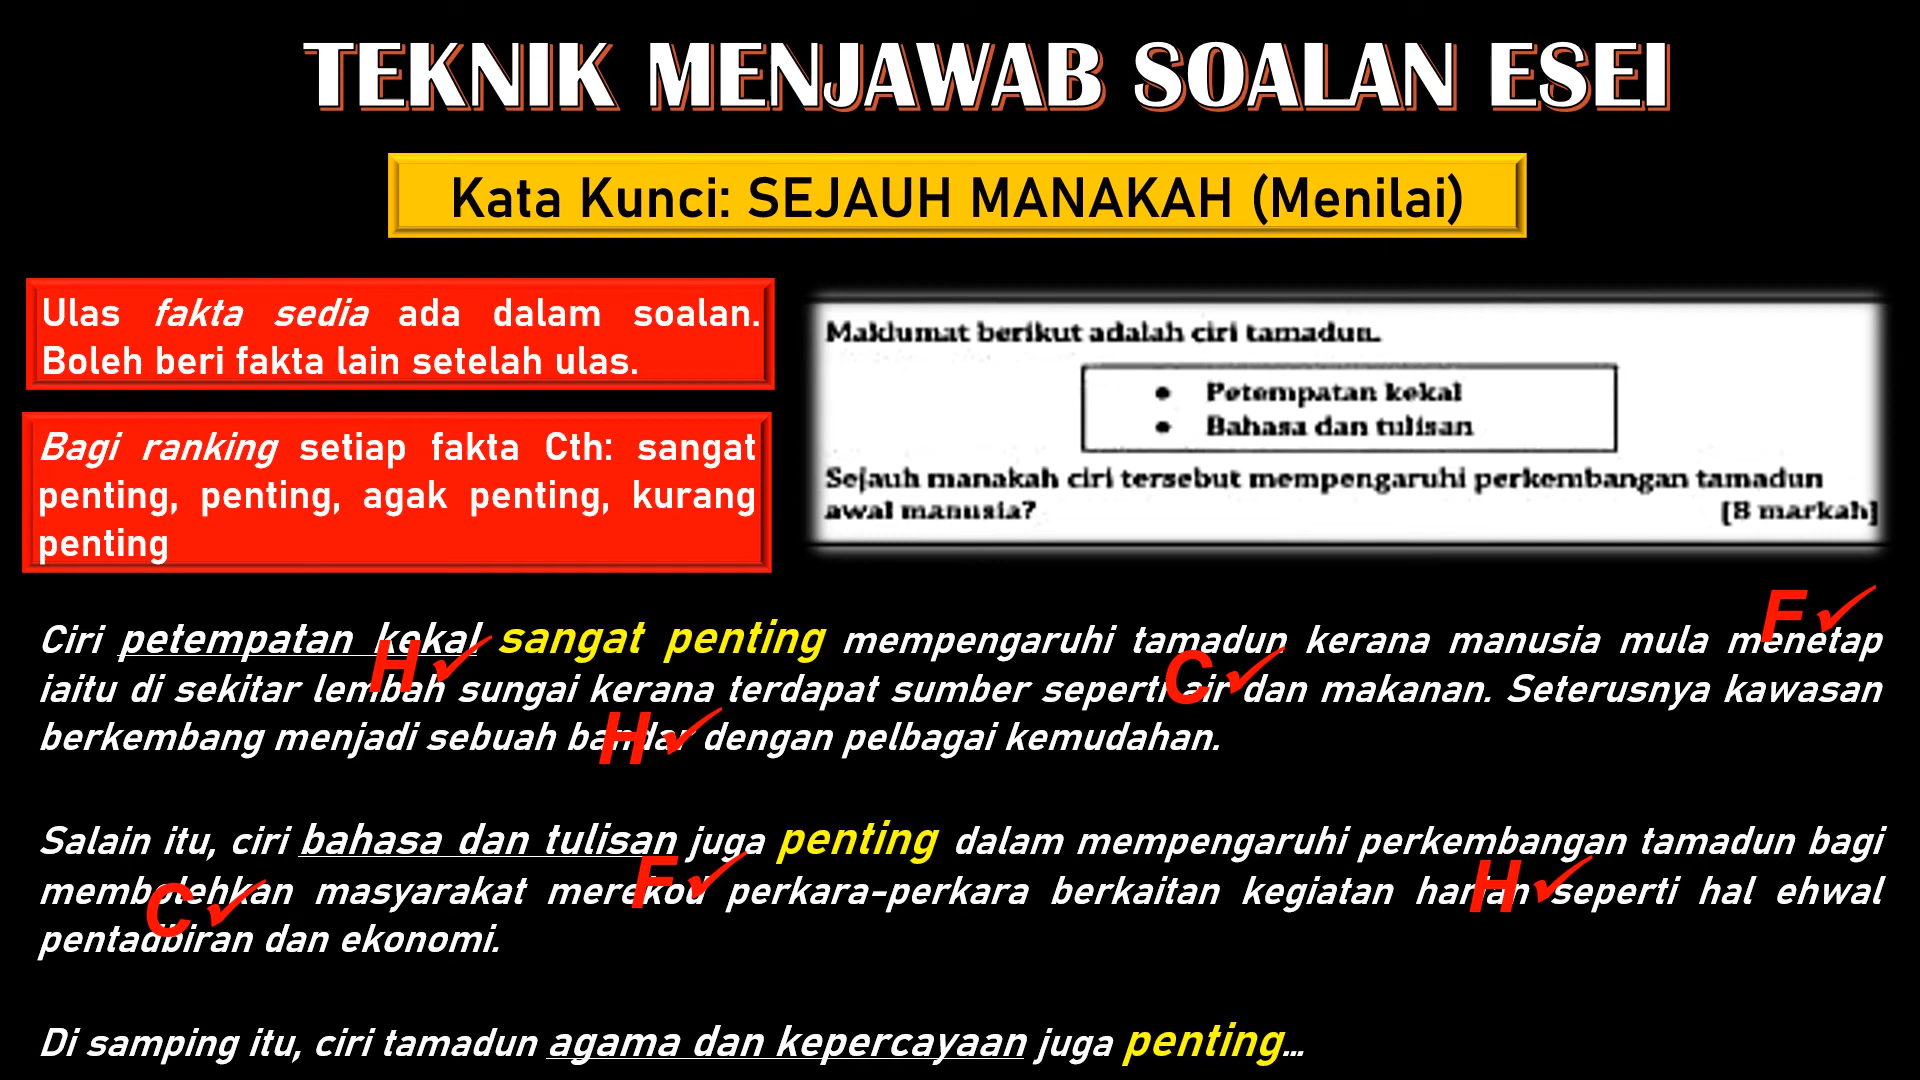 TEKNIK MENJAWAB SOALAN ESEI
Kata Kunci: SEJAUH MANAKAH (Menilai)
Ulas fakta sedia ada dalam soalan.
Boleh beri fakta lain setelah ulas.
Bagi ranking setiap fakta Cth: sangat
penting, penting, agak penting, kurang
penting
Maklumat berikut adalah ciri tamadun.
• Petempatan kekal
• Bahasa dan tulisan
Sejauh manakah ciri tersebut mempengaruhi perkembangan tamadun
awal manusia? [8 markah]
F✓
Ciri petempatan kekal sangat penting mempengaruhi tamadun kerana manusia mula menetap
H✓ C✓
iaitu di sekitar lembah sungai kerana terdapat sumber seperti air dan makanan. Seterusnya kawasan
H✓
berkembang menjadi sebuah bandar dengan pelbagai kemudahan.
Salain itu, ciri bahasa dan tulisan juga penting dalam mempengaruhi perkembangan tamadun bagi
C✓ F✓ H✓
membolehkan masyarakat merekod perkara-perkara berkaitan kegiatan harian seperti hal ehwal
pentadbiran dan ekonomi.
Di samping itu, ciri tamadun agama dan kepercayaan juga penting...